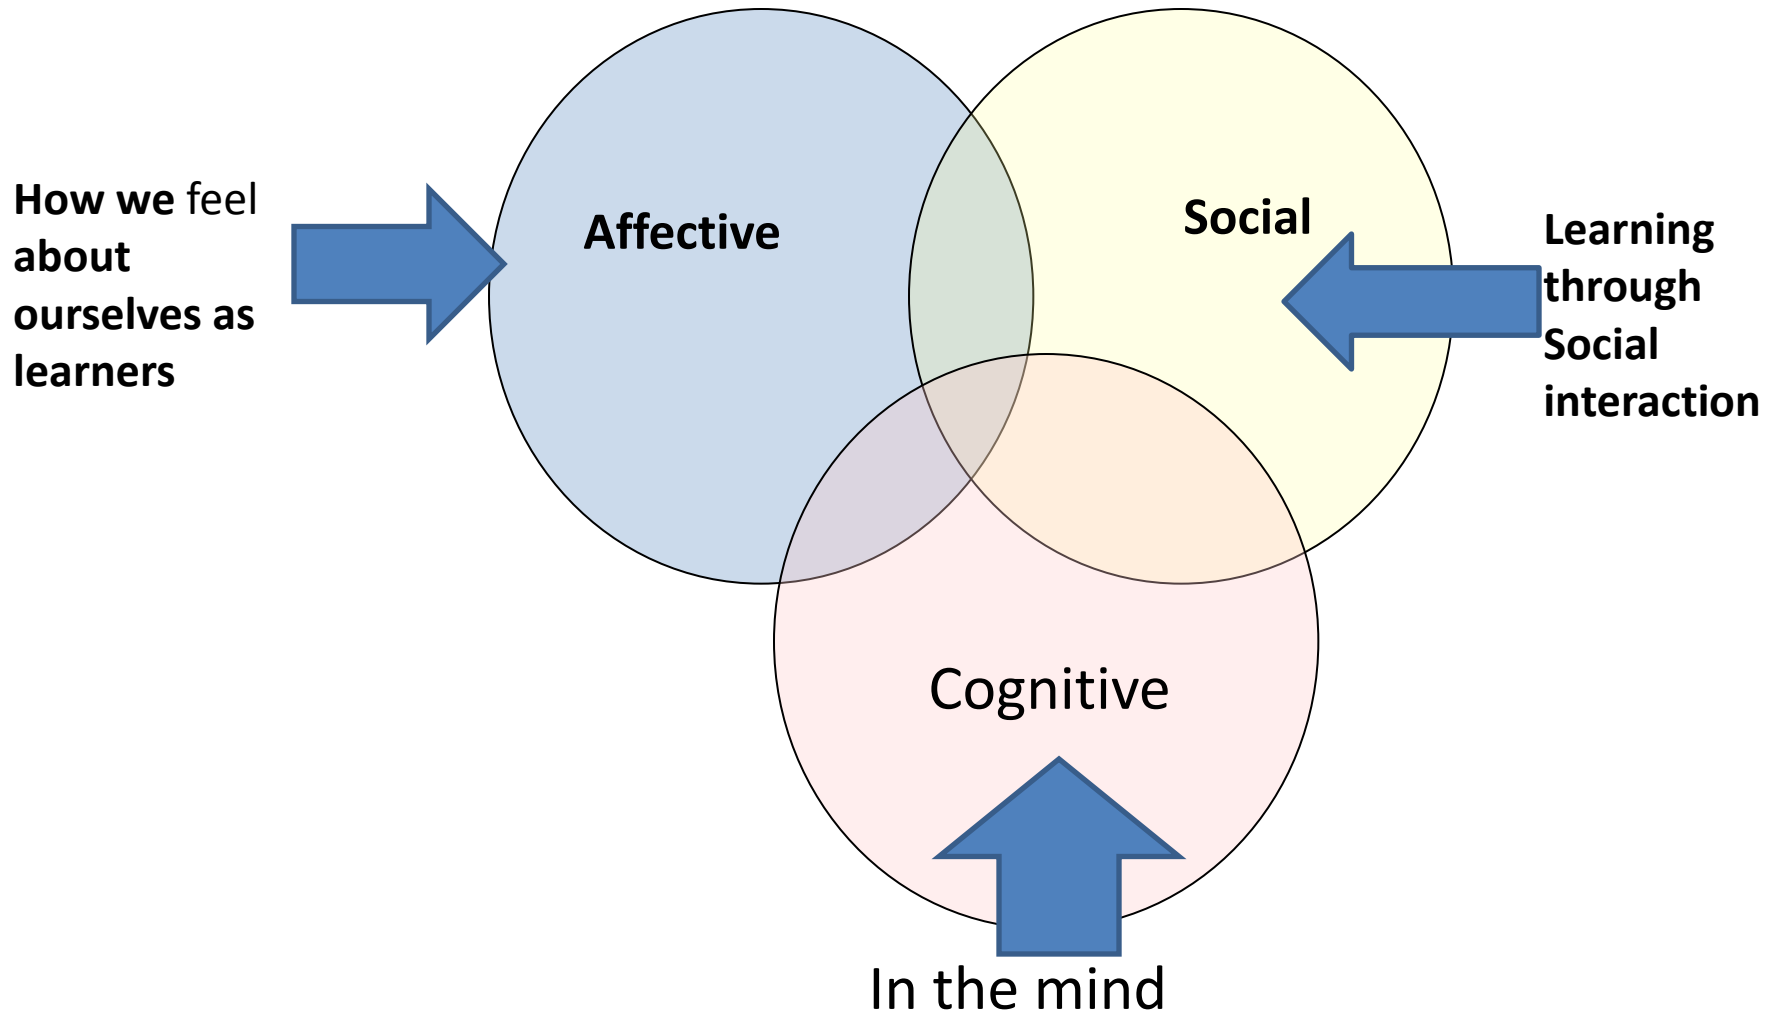 How we feel
about
ourselves as
learners
Affective
Social
Learning
through
Social
interaction
Cognitive
In the mind